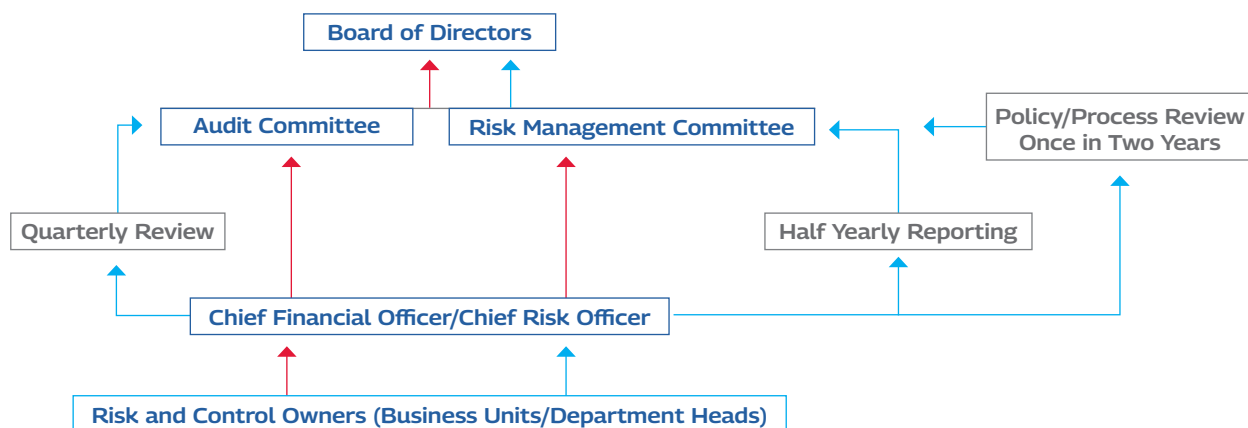 Board of Directors
Audit Committee
Risk Management Committee
Policy/Process Review
Once in Two Years
Quarterly Review
Half Yearly Reporting
Chief Financial Officer/Chief Risk Officer
Risk and Control Owners (Business Units/Department Heads)